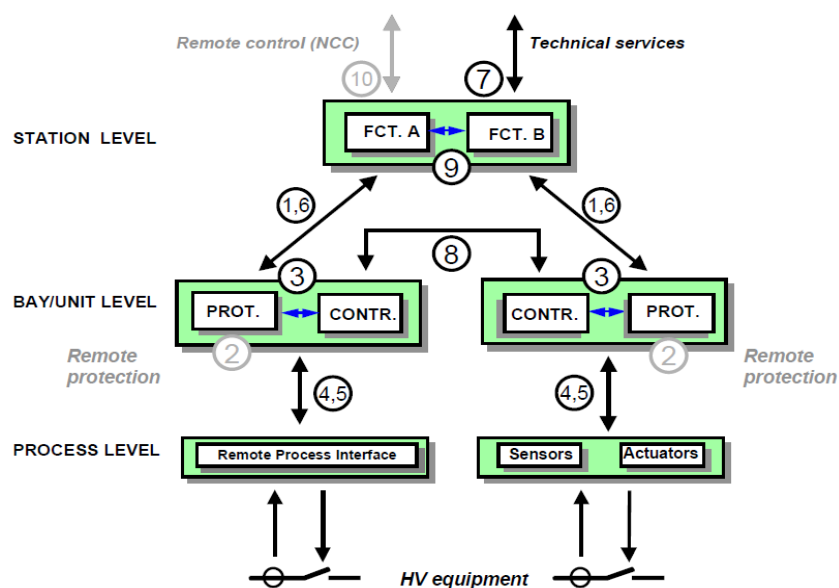 Remote control (NCC)
Technical services
10
7
FCT. A
FCT. B
STATION LEVEL
9
1,6
1,6
8
3
3
BAY/UNIT LEVEL
PROT.
CONTR.
CONTR.
PROT.
2
2
Remote
protection
Remote
protection
4,5
4,5
PROCESS LEVEL
Remote Process Interface
Sensors
Actuators
HV equipment